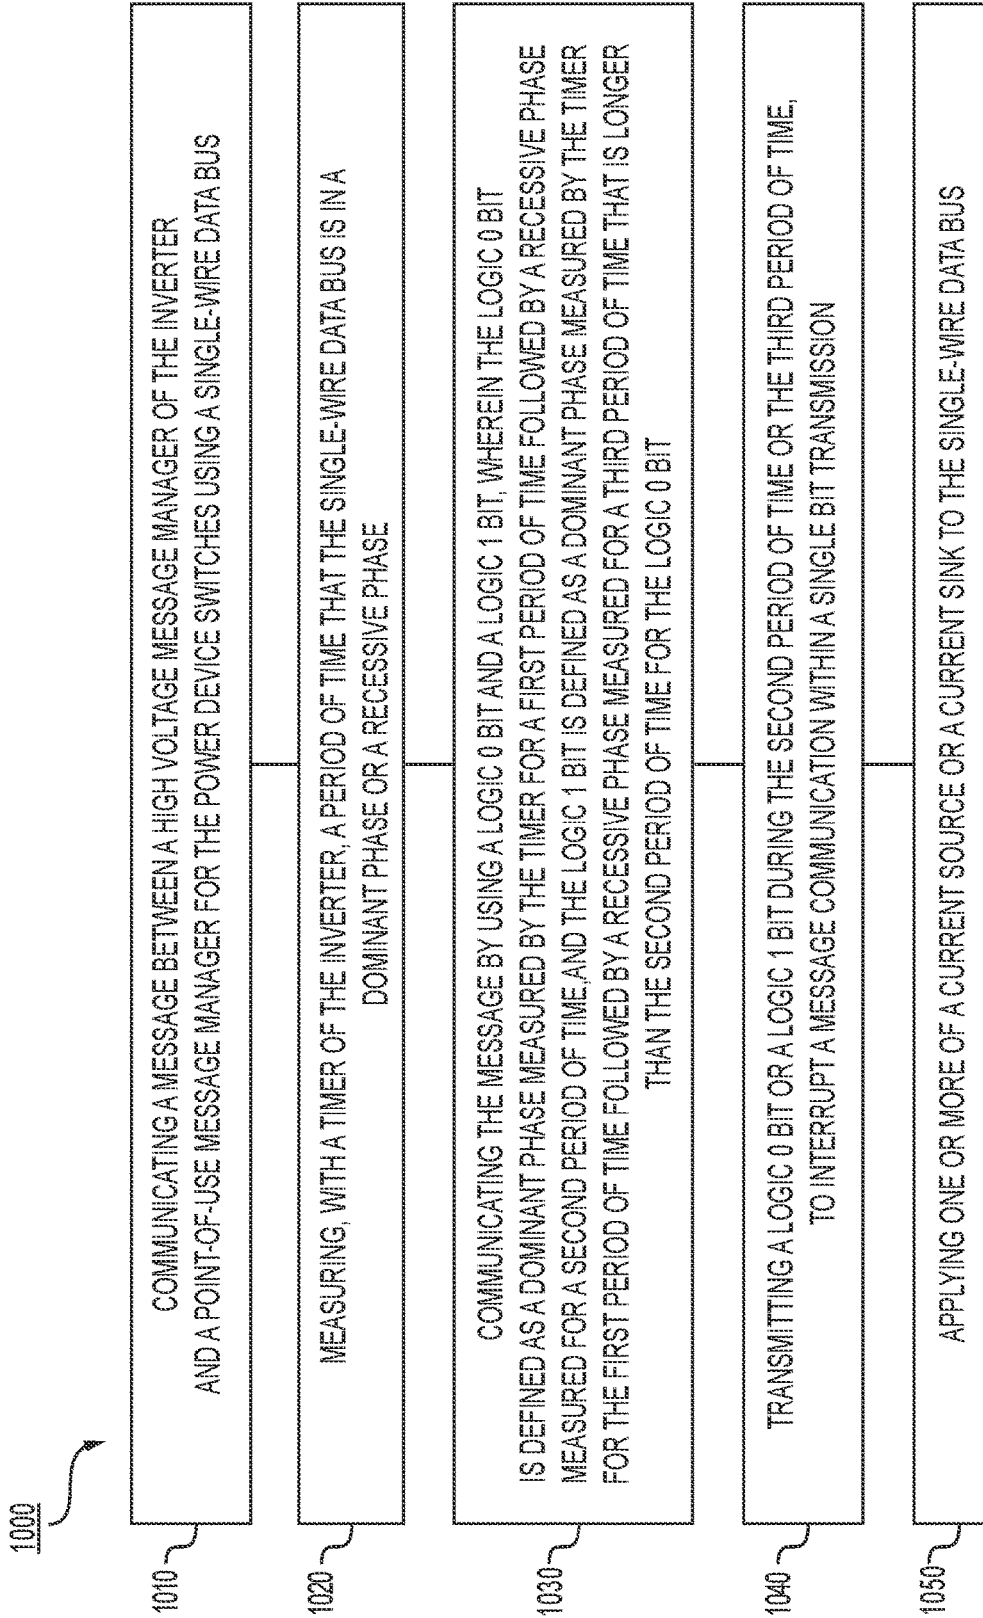 1000
1010
COMMUNICATING A MESSAGE BETWEEN A HIGH VOLTAGE MESSAGE MANAGER OF THE INVERTER
AND A POINT-OF-USE MESSAGE MANAGER FOR THE POWER DEVICE SWITCHES USING A SINGLE-WIRE DATA BUS
1020
MEASURING, WITH A TIMER OF THE INVERTER, A PERIOD OF TIME THAT THE SINGLE-WIRE DATA BUS IS IN A
DOMINANT PHASE OR A RECESSIVE PHASE
1030
COMMUNICATING THE MESSAGE BY USING A LOGIC 0 BIT AND A LOGIC 1 BIT, WHEREIN THE LOGIC 0 BIT
IS DEFINED AS A DOMINANT PHASE MEASURED BY THE TIMER FOR A FIRST PERIOD OF TIME FOLLOWED BY A RECESSIVE PHASE
MEASURED FOR A SECOND PERIOD OF TIME,AND THE LOGIC 1 BIT IS DEFINED AS A DOMINANT PHASE MEASURED BY THE TIMER
FOR THE FIRST PERIOD OF TIME FOLLOWED BY A RECESSIVE PHASE MEASURED FOR A THIRD PERIOD OF TIME THAT IS LONGER
THAN THE SECOND PERIOD OF TIME FOR THE LOGIC 0 BIT
1040
TRANSMITTING A LOGIC 0 BIT OR A LOGIC 1 BIT DURING THE SECOND PERIOD OF TIME OR THE THIRD PERIOD OF TIME,
TO INTERRUPT A MESSAGE COMMUNICATION WITHIN A SINGLE BIT TRANSMISSION
1050
APPLYING ONE OR MORE OF A CURRENT SOURCE OR A CURRENT SINK TO THE SINGLE-WIRE DATA BUS